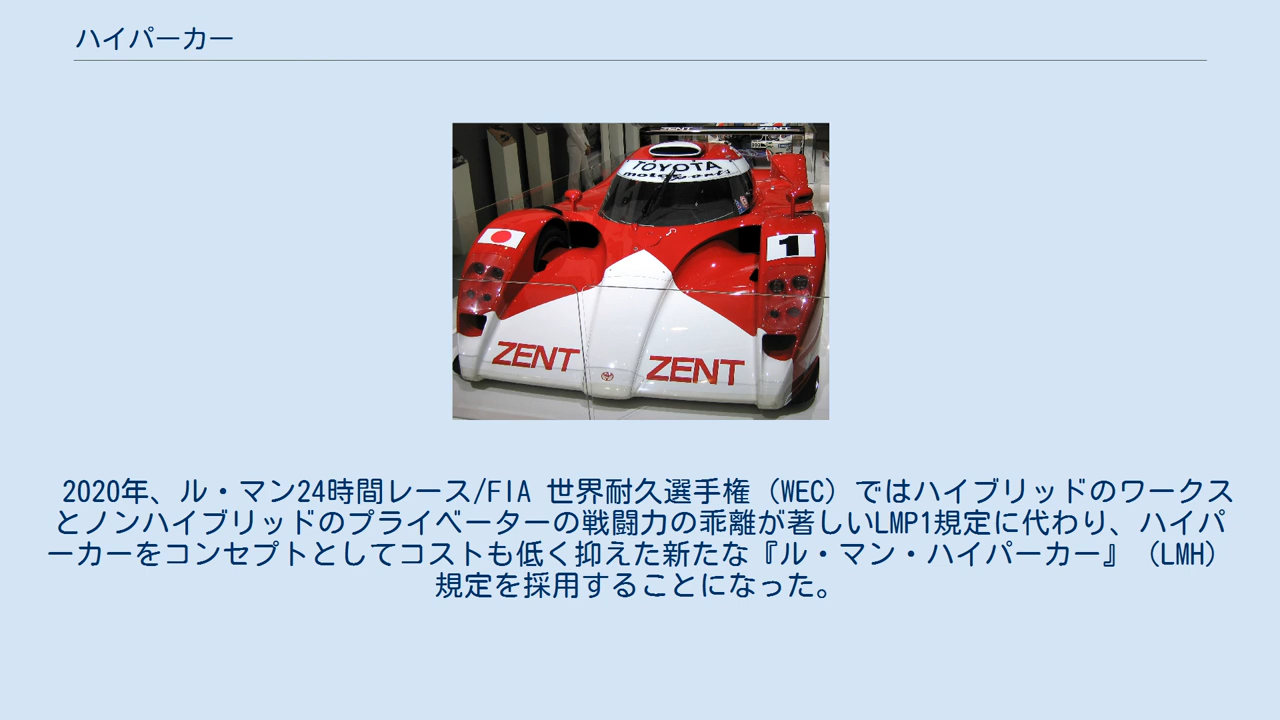 ハイパーカー
ZENT ZENT
TOYOTA
motorsports
1
ZENT ZENT
2020年、ル・マン24時間レース/FIA 世界耐久選手権（WEC）ではハイブリッドのワークス
とノンハイブリッドのプライベーターの戦闘力の乖離が著しいLMP1規定に代わり、ハイパ
ーカーをコンセプトとしてコストも低く抑えた新たな『ル・マン・ハイパーカー』（LMH）
規定を採用することになった。